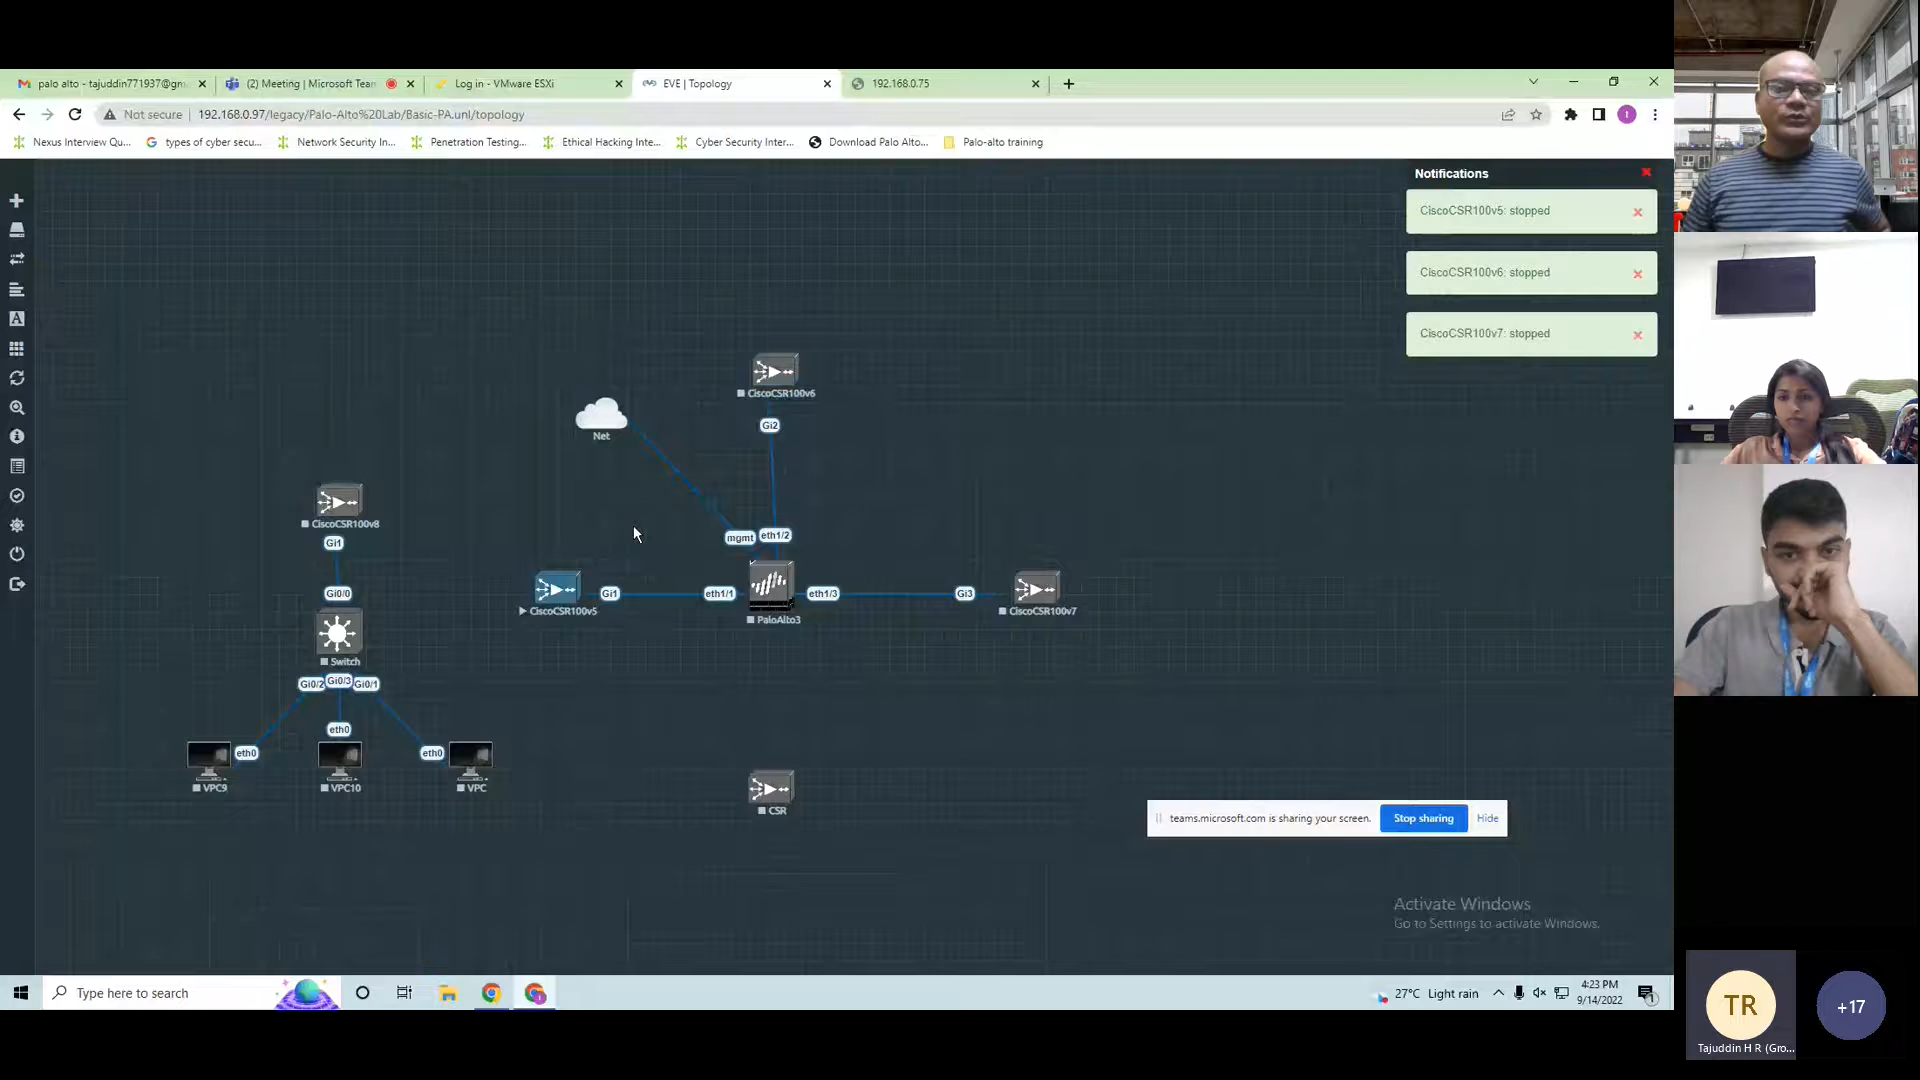 palo alto - tajuddin771937@gm
(2) Meeting | Microsoft Team
Log in - VMware ESXi
EVE | Topology
192.168.0.75
Not secure
192.168.0.97/legacy/Palo-Alto%20Lab/Basic-PA.unl/topology
t
Nexus Interview Qu...
types of cyber secu...
Network Security In...
Penetration Testing...
Ethical Hacking Inte...
Cyber Security Inter...
Download Palo Alto...
Palo-alto training
Notifications
CiscoCSR100v5: stopped
CiscoCSR100v6: stopped
CiscoCSR100v7: stopped
CiscoCSR100v6
Gi2
Net
CiscoCSR100v8
Gi1
mgmt
eth1/2
Gi0/0
Gi1
eth1/1
eth1/3
Gi3
CiscoCSR100v5
PaloAlto3
CiscoCSR100v7
Switch
Gi0/2
Gi0/3
Gi0/1
eth0
eth0
eth0
VPC9
VPC10
VPC
CSR
teams.microsoft.com is sharing your screen.
Stop sharing
Hide
Activate Windows
Go to Settings to activate Windows.
Type here to search
27°C Light rain
4:23 PM
9/14/2022
1
TR
Tajuddin H R (Gro...
+17